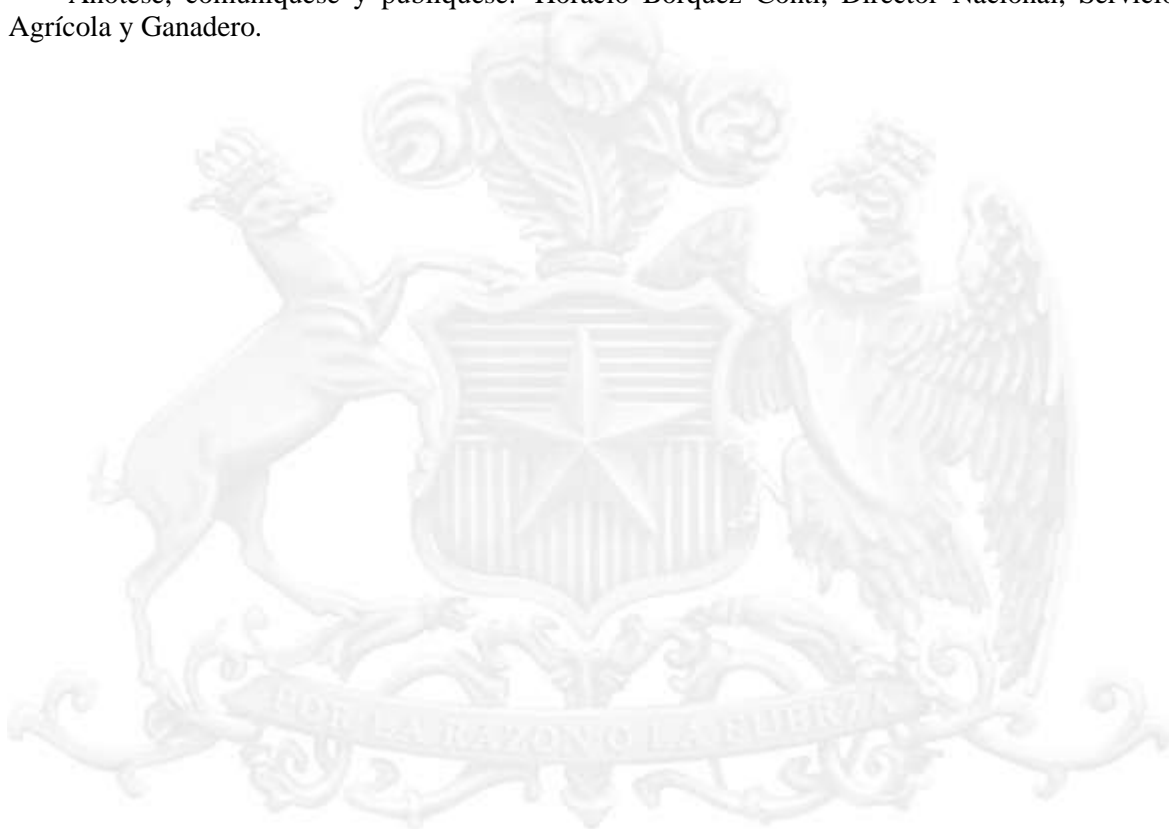 Anótese, comuníquese y publíquese.- Horacio Bórquez Conti, Director Nacional, Servicio
Agrícola y Ganadero.
POR LA RAZON O LA FUERZA